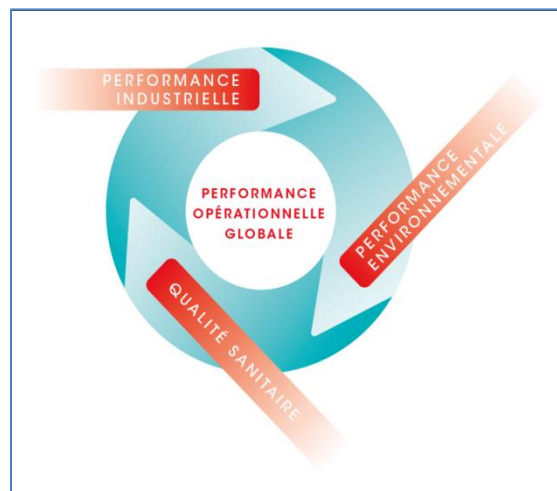 PERFORMANCE
INDUSTRIELLE
PERFORMANCE
OPÉRATIONNELLE
GLOBALE
PERFORMANCE
ENVIRONNEMENTALE
QUALITÉ SANITAIRE